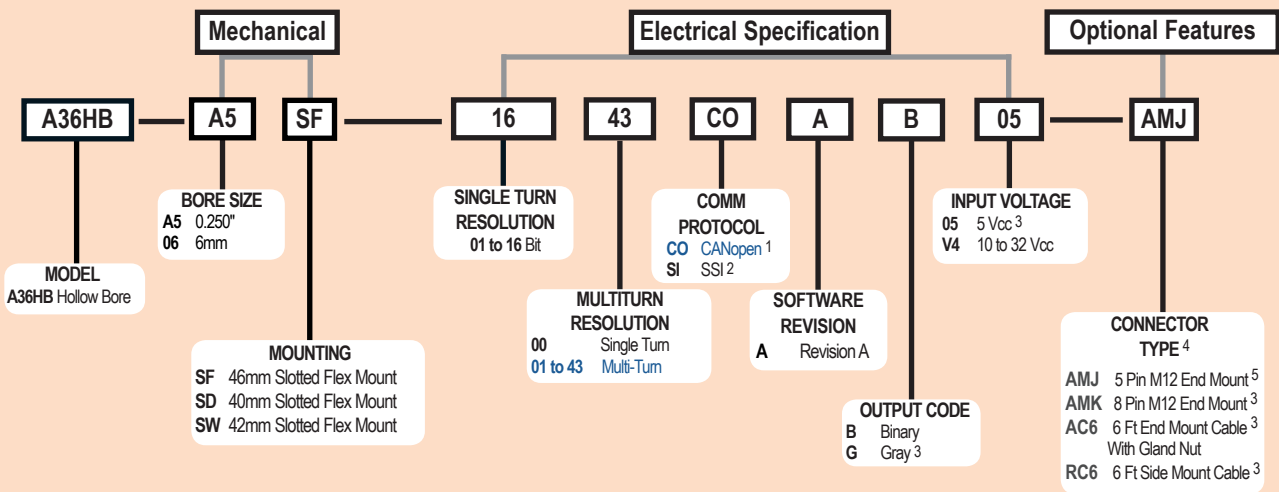 Mechanical
Electrical Specification
Optional Features
A36HB
A5
SF
16
43
CO
A
B
05
AMJ
MODEL
A36HB Hollow Bore
BORE SIZE
A5 0.250"
06 6mm
MOUNTING
SF 46mm Slotted Flex Mount
SD 40mm Slotted Flex Mount
SW 42mm Slotted Flex Mount
SINGLE TURN
RESOLUTION
01 to 16 Bit
MULTITURN
RESOLUTION
00 Single Turn
01 to 43 Multi-Turn
COMM
PROTOCOL
CO CANopen 1
SI SSI 2
SOFTWARE
REVISION
A Revision A
OUTPUT CODE
B Binary
G Gray 3
INPUT VOLTAGE
05 5 Vcc 3
V4 10 to 32 Vcc
CONNECTOR
TYPE 4
AMJ 5 Pin M12 End Mount 5
AMK 8 Pin M12 End Mount 3
AC6 6 Ft End Mount Cable 3
With Gland Nut
RC6 6 Ft Side Mount Cable 3